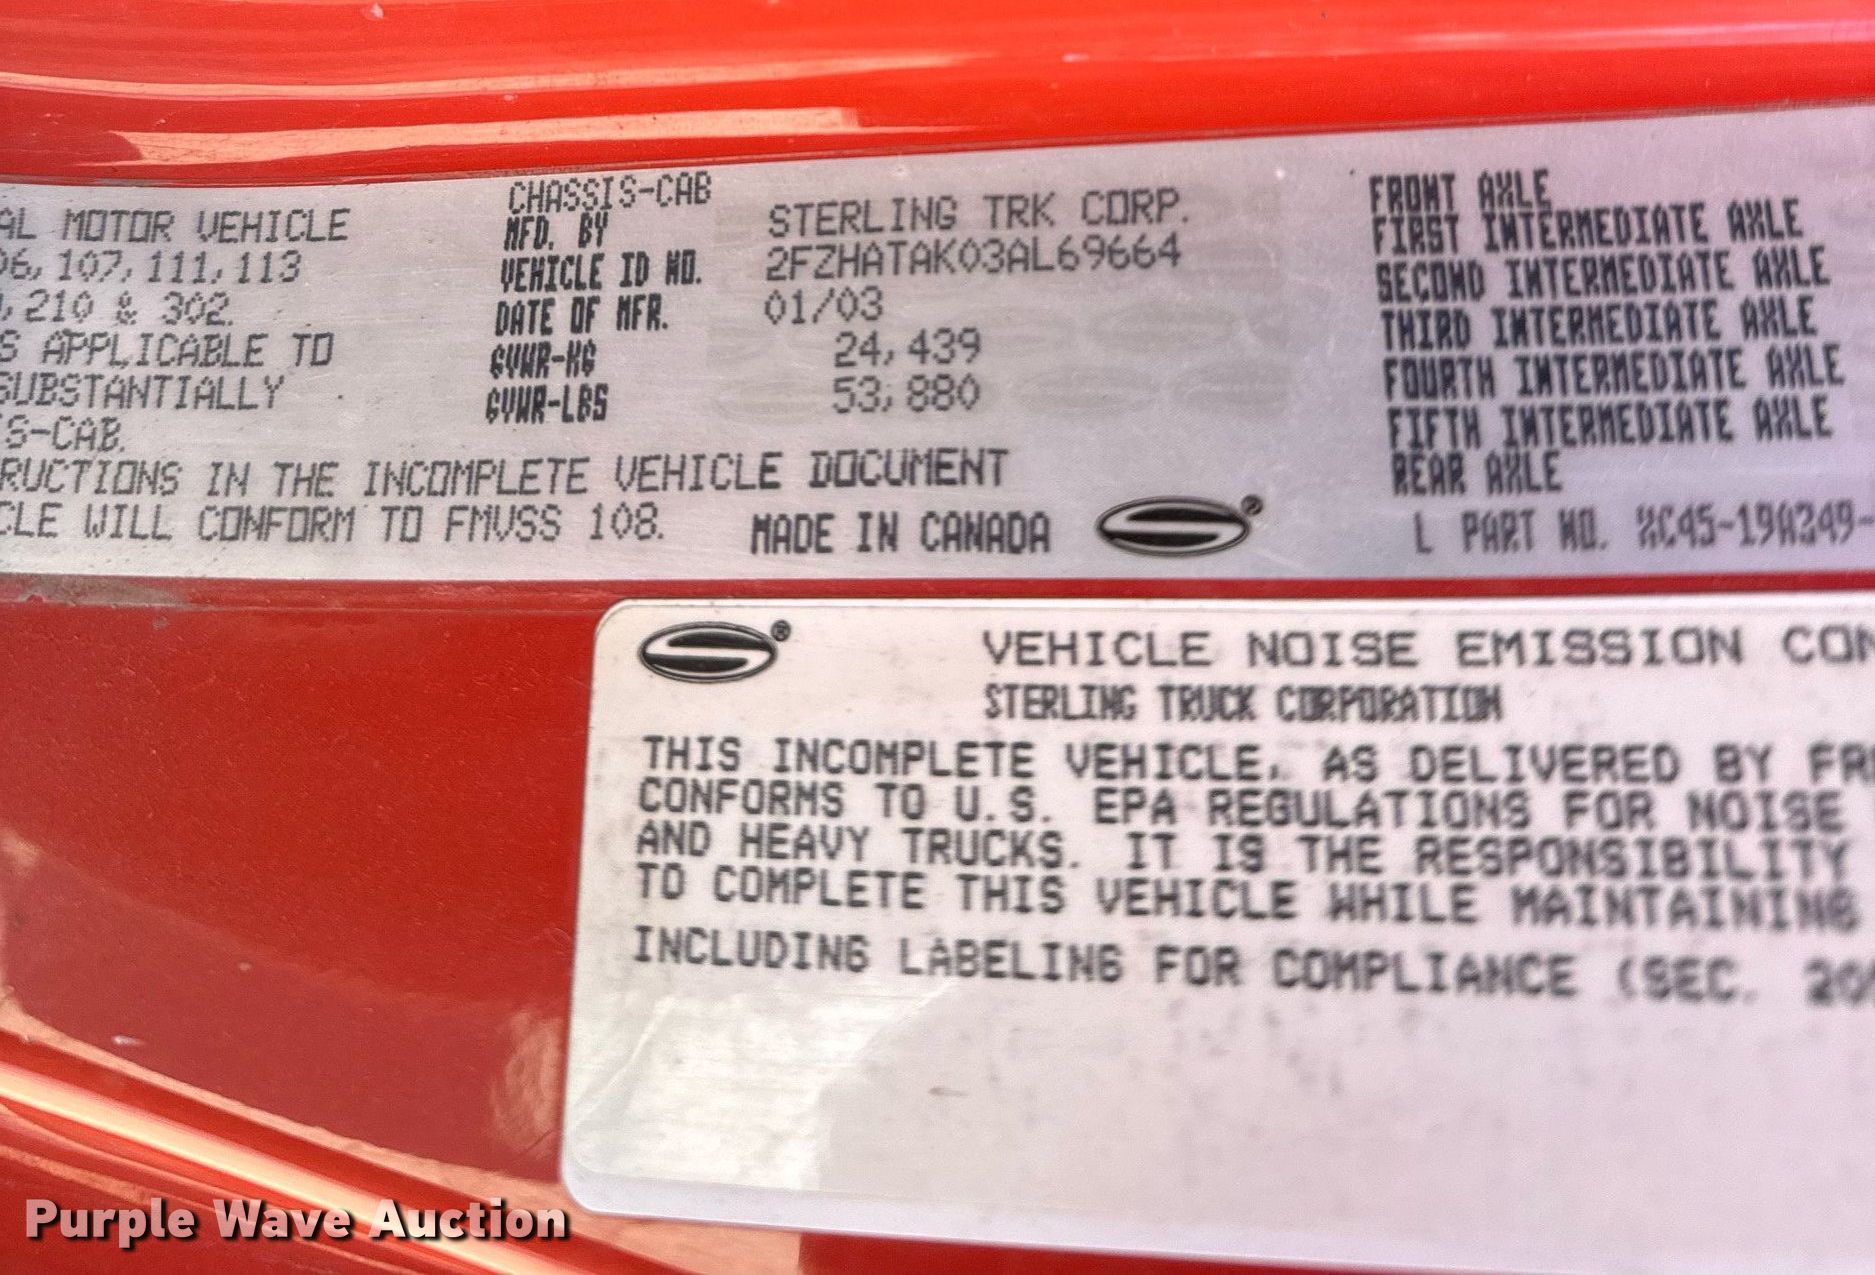 AL MOTOR VEHICLE
06, 107, 111, 113
, 210 & 302.
S APPLICABLE TO
SUBSTANTIALLY
S-CAB.
RUCTIONS IN THE INCOMPLETE VEHICLE DOCUMENT
CLE WILL CONFORM TO FMVSS 108.
CHASSIS-CAB
MFD. BY STERLING TRK CORP.
VEHICLE ID NO. 2FZHATAK03AL69664
DATE OF MFR. 01/03
GVWR-KG 24,439
GVWR-LBS 53,880
MADE IN CANADA
FRONT AXLE
FIRST INTERMEDIATE AXLE
SECOND INTERMEDIATE AXLE
THIRD INTERMEDIATE AXLE
FOURTH INTERMEDIATE AXLE
FIFTH INTERMEDIATE AXLE
REAR AXLE
L PART NO. XC45-19A349-
VEHICLE NOISE EMISSION CON
STERLING TRUCK CORPORATION
THIS INCOMPLETE VEHICLE, AS DELIVERED BY FRE
CONFORMS TO U.S. EPA REGULATIONS FOR NOISE
AND HEAVY TRUCKS. IT IS THE RESPONSIBILITY
TO COMPLETE THIS VEHICLE WHILE MAINTAINING
INCLUDING LABELING FOR COMPLIANCE (SEC. 20
Purple Wave Auction